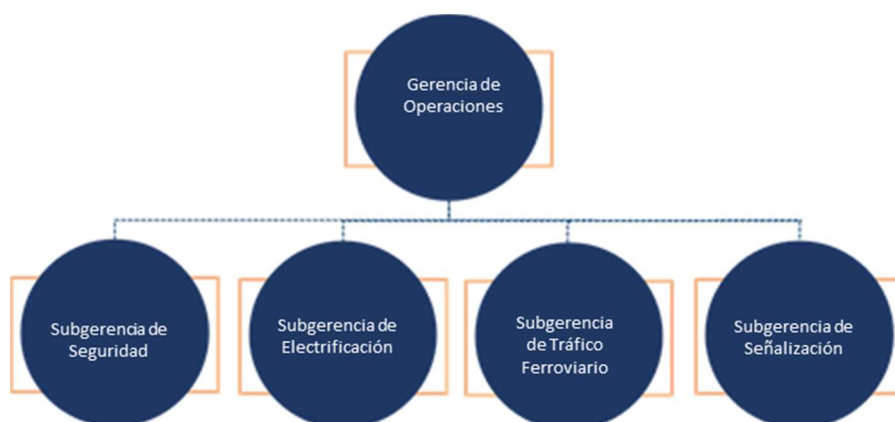 Gerencia de
Operaciones
Subgerencia de
Seguridad
Subgerencia de
Electrificación
Subgerencia
de Tráfico
Ferroviario
Subgerencia de
Señalización